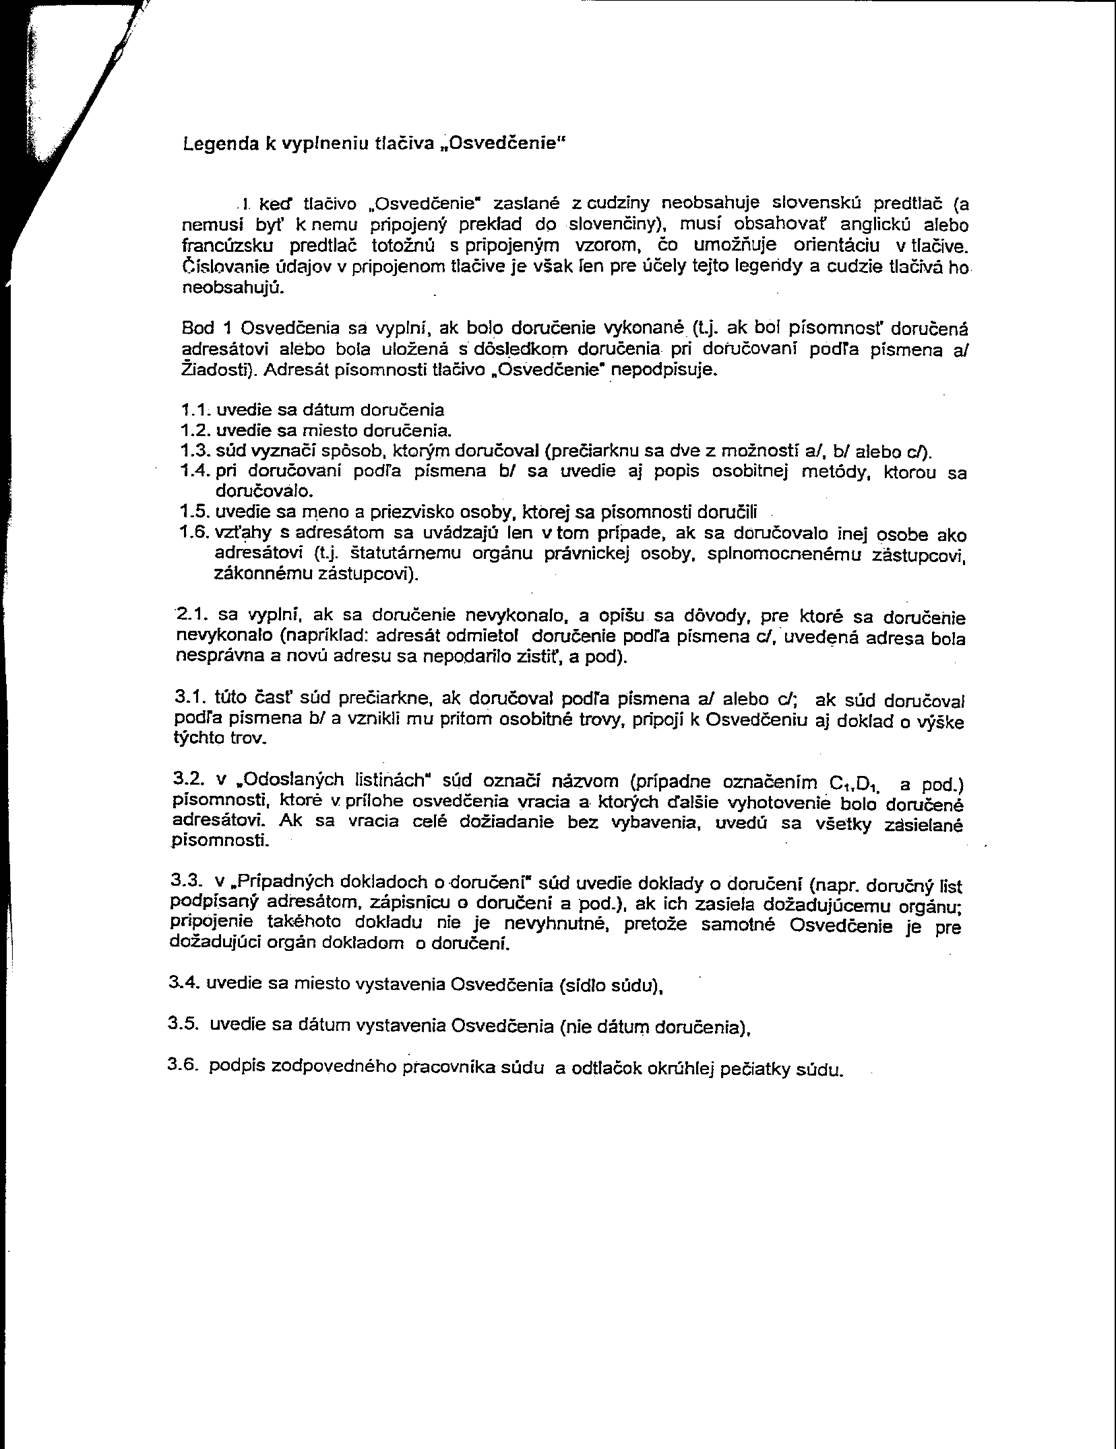 Legenda k vyplneniu tlačiva „Osvedčenie“
I keď tlačivo „Osvedčenie“ zaslané z cudziny neobsahuje slovenskú predtlač (a
nemusí byť k nemu pripojený preklad do slovenčiny), musí obsahovať anglickú alebo
francúzsku predtlač totožnú s pripojeným vzorom, čo umožňuje orientáciu v tlačive.
Číslovanie údajov v pripojenom tlačive je však len pre účely tejto legendy a cudzie tlačivá ho
neobsahujú.
Bod 1 Osvedčenia sa vyplní, ak bolo doručenie vykonané (t.j. ak bol písomnosť doručená
adresátovi alebo bola uložená s dôsledkom doručenia pri doručovaní podľa písmena a/
Žiadosti). Adresát písomnosti tlačivo „Osvedčenie“ nepodpisuje.
1.1. uvedie sa dátum doručenia
1.2. uvedie sa miesto doručenia.
1.3. súd vyznačí spôsob, ktorým doručoval (prečiarknu sa dve z možností a/, b/ alebo c/).
1.4. pri doručovaní podľa písmena b/ sa uvedie aj popis osobitnej metódy, ktorou sa
doručovalo.
1.5. uvedie sa meno a priezvisko osoby, ktorej sa písomnosti doručili
1.6. vzťahy s adresátom sa uvádzajú len v tom prípade, ak sa doručovalo inej osobe ako
adresátovi (t.j. štatutárnemu orgánu právnickej osoby, splnomocnenému zástupcovi,
zákonnému zástupcovi).
2.1. sa vyplní, ak sa doručenie nevykonalo, a opíšu sa dôvody, pre ktoré sa doručenie
nevykonalo (napríklad: adresát odmietol doručenie podľa písmena c/, uvedená adresa bola
nesprávna a novú adresu sa nepodarilo zistiť, a pod).
3.1. túto časť súd prečiarkne, ak doručoval podľa písmena a/ alebo c/; ak súd doručoval
podľa písmena b/ a vznikli mu pritom osobitné trovy, pripojí k Osvedčeniu aj doklad o výške
týchto trov.
3.2. v „Odoslaných listinách“ súd označí názvom (prípadne označením C₁,D₁, a pod.)
písomnosti, ktoré v prílohe osvedčenia vracia a ktorých ďalšie vyhotovenie bolo doručené
adresátovi. Ak sa vracia celé dožiadanie bez vybavenia, uvedú sa všetky zasielané
písomnosti.
3.3. v „Prípadných dokladoch o doručení“ súd uvedie doklady o doručení (napr. doručný list
podpísaný adresátom, zápisnicu o doručení a pod.), ak ich zasiela dožadujúcemu orgánu;
pripojenie takéhoto dokladu nie je nevyhnutné, pretože samotné Osvedčenie je pre
dožadujúci orgán dokladom o doručení.
3.4. uvedie sa miesto vystavenia Osvedčenia (sídlo súdu),
3.5. uvedie sa dátum vystavenia Osvedčenia (nie dátum doručenia),
3.6. podpis zodpovedného pracovníka súdu a odtlačok okrúhlej pečiatky súdu.